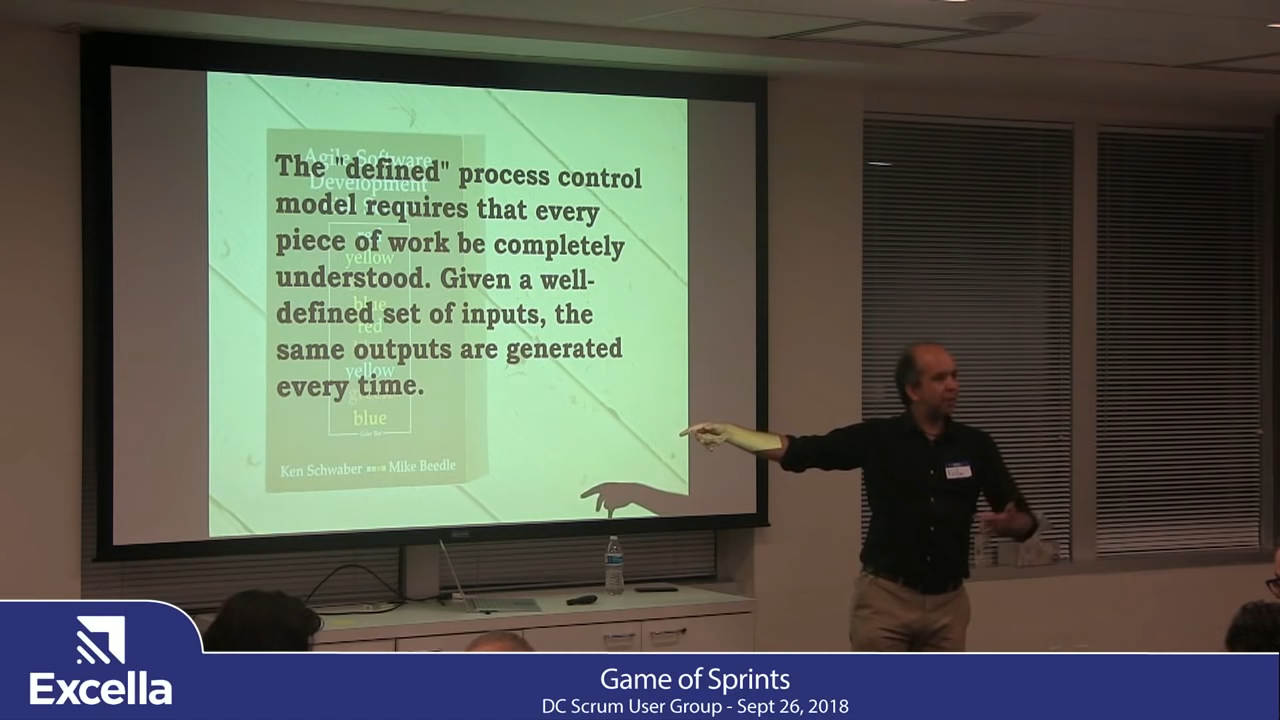 The "defined" process control
model requires that every
piece of work be completely
understood. Given a well-
defined set of inputs, the
same outputs are generated
every time.
Agile Software
Development
yellow
blue
red
yellow
blue
Ken Schwaber Mike Beedle
Excella
Game of Sprints
DC Scrum User Group - Sept 26, 2018